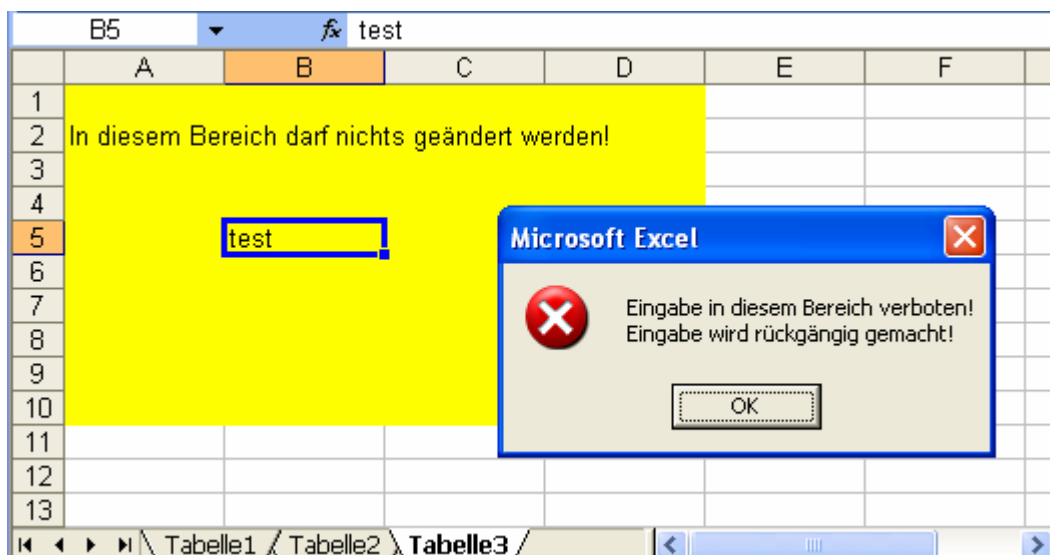 B5 fx test
A B C D E F
1
2 In diesem Bereich darf nichts geändert werden!
3
4
5 test
6
7
8
9
10
11
12
13
Microsoft Excel
Eingabe in diesem Bereich verboten!
Eingabe wird rückgängig gemacht!
OK
Tabelle1 Tabelle2 Tabelle3